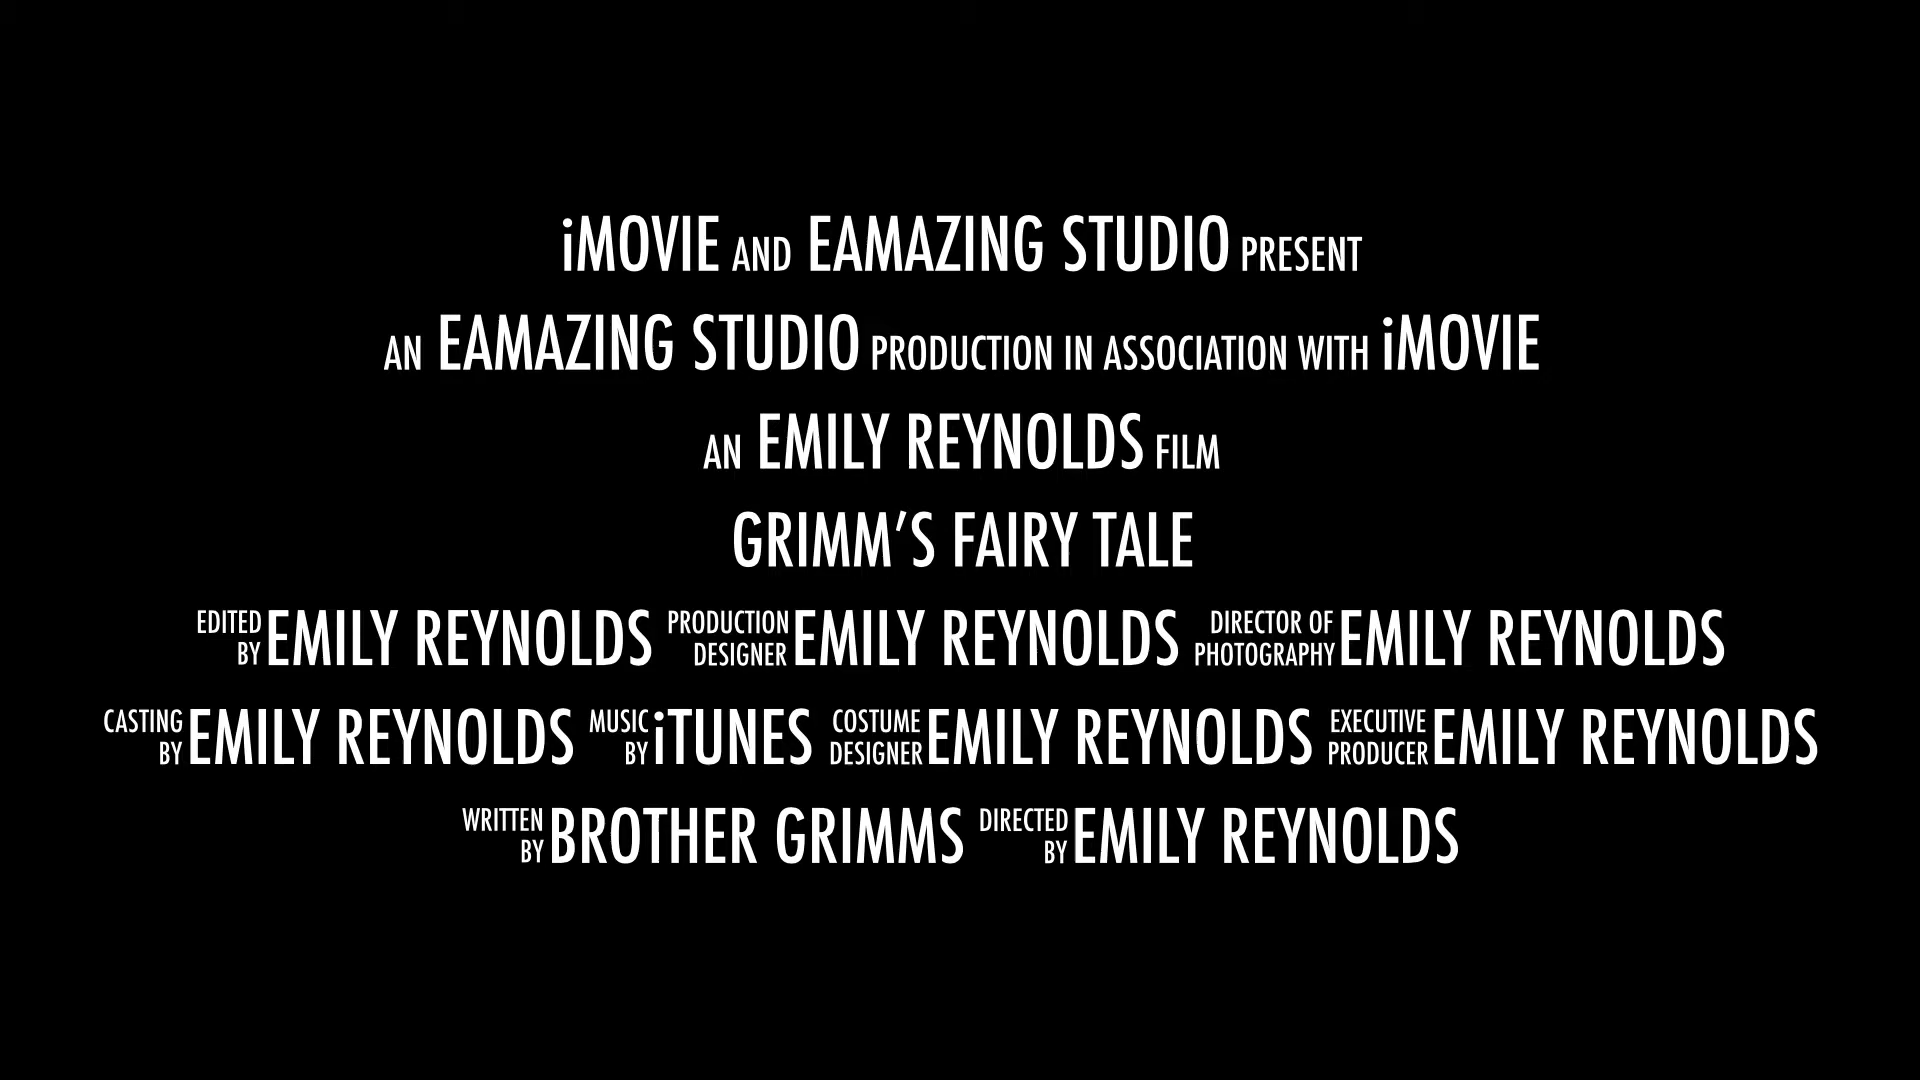 iMOVIE AND EAMAZING STUDIO PRESENT
AN EAMAZING STUDIO PRODUCTION IN ASSOCIATION WITH iMOVIE
AN EMILY REYNOLDS FILM
GRIMM'S FAIRY TALE
EDITED BY EMILY REYNOLDS PRODUCTION DESIGNER EMILY REYNOLDS DIRECTOR OF PHOTOGRAPHY EMILY REYNOLDS
CASTING BY EMILY REYNOLDS MUSIC BY iTUNES COSTUME DESIGNER EMILY REYNOLDS EXECUTIVE PRODUCER EMILY REYNOLDS
WRITTEN BY BROTHER GRIMMS DIRECTED BY EMILY REYNOLDS